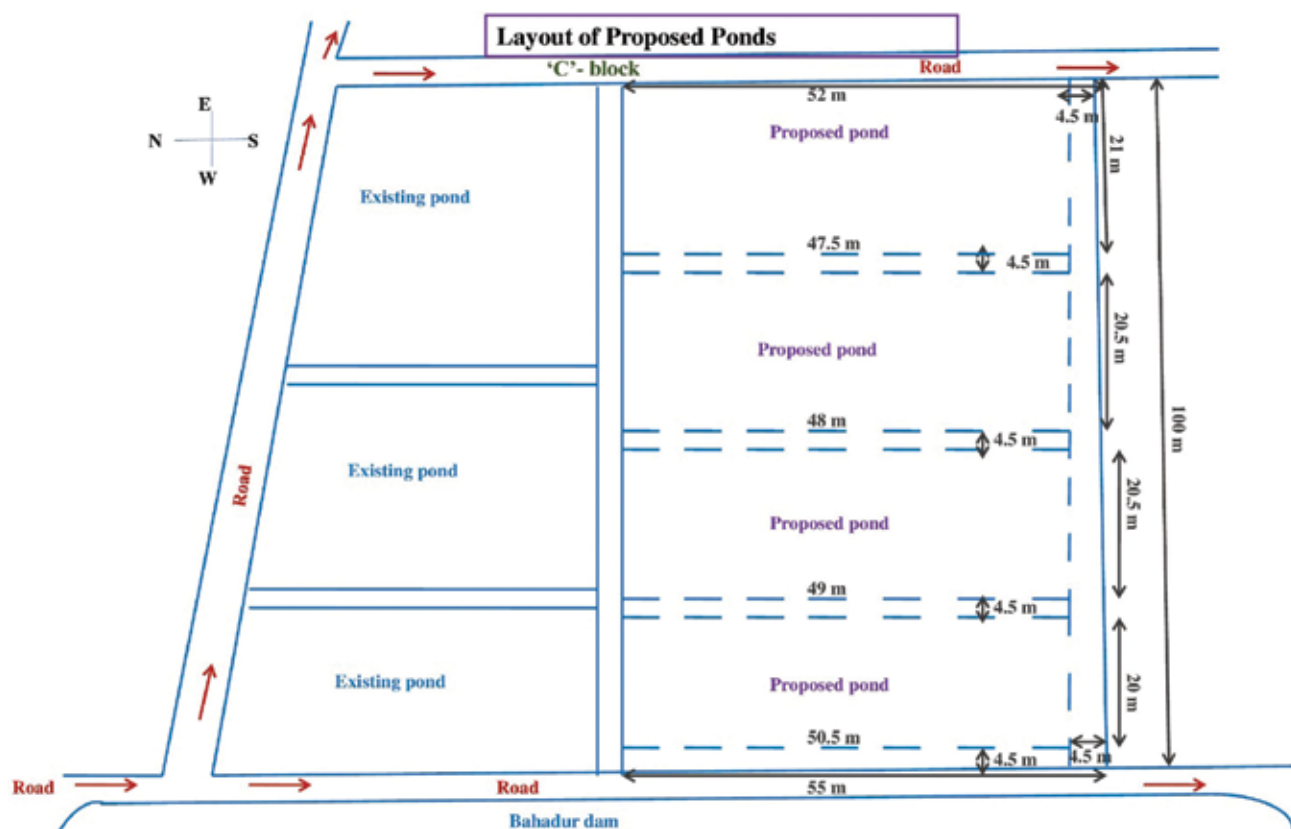 Layout of Proposed Ponds
'C'- block
Road
52 m
4.5 m
E
N
S
W
Proposed pond
21 m
Existing pond
47.5 m
4.5 m
Proposed pond
20.5 m
48 m
4.5 m
100 m
Existing pond
Road
Proposed pond
20.5 m
49 m
4.5 m
Existing pond
Proposed pond
20 m
50.5 m
4.5 m
4.5 m
Road
Road
55 m
Bahadur dam